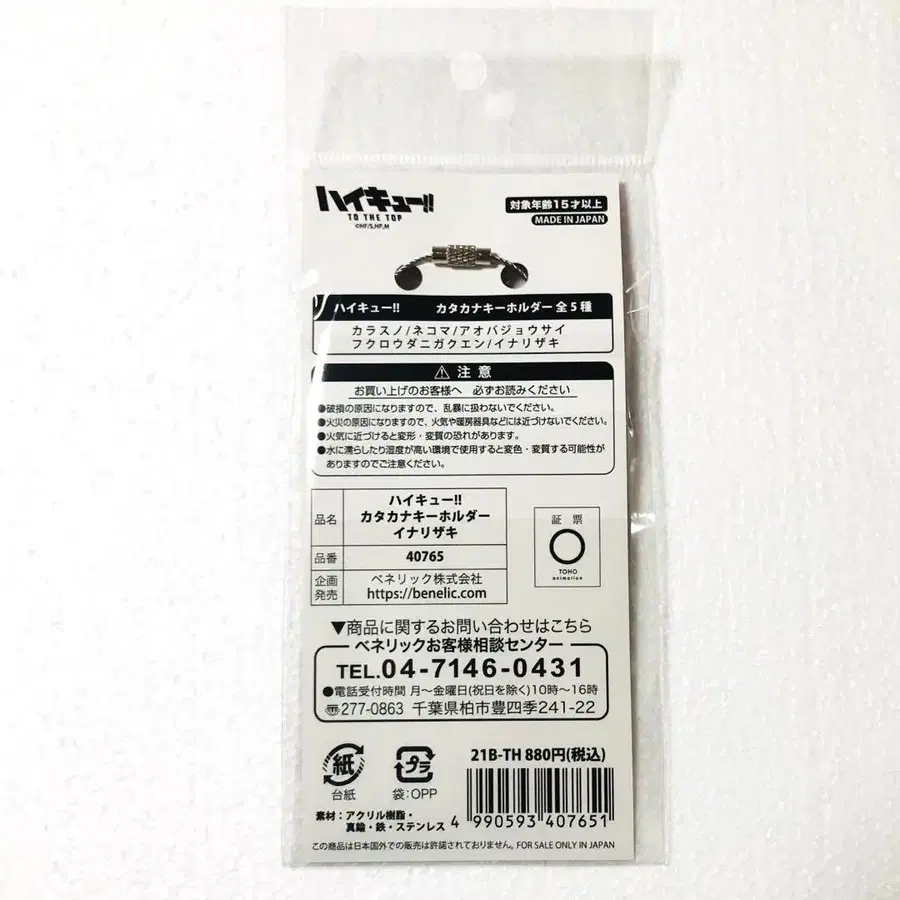 ハイキュー!!
TO THE TOP
©HF/S,HP,M
対象年齢15才以上
MADE IN JAPAN
ハイキュー!! カタカナキーホルダー 全5種
カラスノ/ネコマ/アオバジョウサイ
フクロウダニガクエン/イナリザキ
⚠ 注意
お買い上げのお客様へ 必ずお読みください
●破損の原因になりますので、乱暴に扱わないでください。
●火災の原因になりますので、火気や暖房器具などには近づけないでください。
●火気に近づけると変形・変質の恐れがあります。
●水に濡らしたり湿度が高い環境で使用すると変色・変質する可能性が
ありますのでご注意ください。
品名 ハイキュー!!
カタカナキーホルダー
イナリザキ
品番 40765
企画発売 ベネリック株式会社
https://benelic.com
証票
TOHO
animation
▼商品に関するお問い合わせはこちら
ベネリックお客様相談センター
TEL.04-7146-0431
●電話受付時間 月〜金曜日(祝日を除く)10時〜16時
〠277-0863 千葉県柏市豊四季241-22
紙
台紙
プラ
袋:OPP
21B-TH 880円(税込)
素材:アクリル樹脂・
真鍮・鉄・ステンレス
4 990593 407651
この商品は日本国外での販売は許諾されておりません。FOR SALE ONLY IN JAPAN